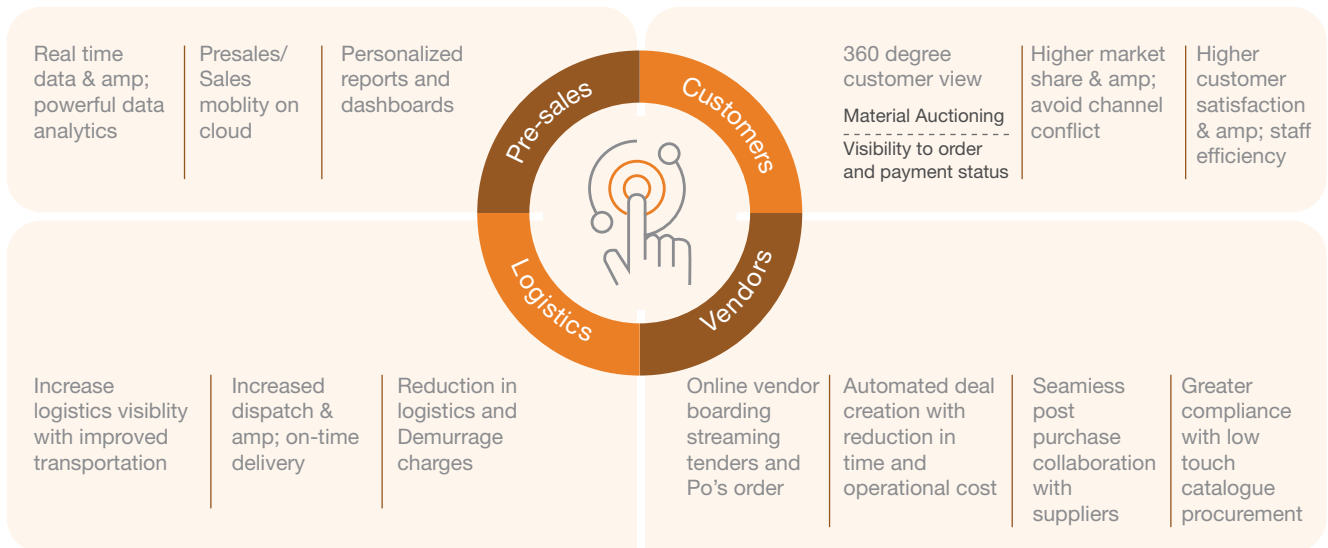 Real time
data & amp;
powerful data
analytics
Presales/
Sales
moblity on
cloud
Personalized
reports and
dashboards
Pre-sales
Customers
360 degree
customer view
Material Auctioning
Visibility to order
and payment status
Higher market
share & amp;
avoid channel
conflict
Higher
customer
satisfaction
& amp; staff
efficiency
Logistics
Vendors
Increase
logistics visiblity
with improved
transportation
Increased
dispatch &
amp; on-time
delivery
Reduction in
logistics and
Demurrage
charges
Online vendor
boarding
streaming
tenders and
Po's order
Automated deal
creation with
reduction in
time and
operational cost
Seamiess
post
purchase
collaboration
with
suppliers
Greater
compliance
with low
touch
catalogue
procurement